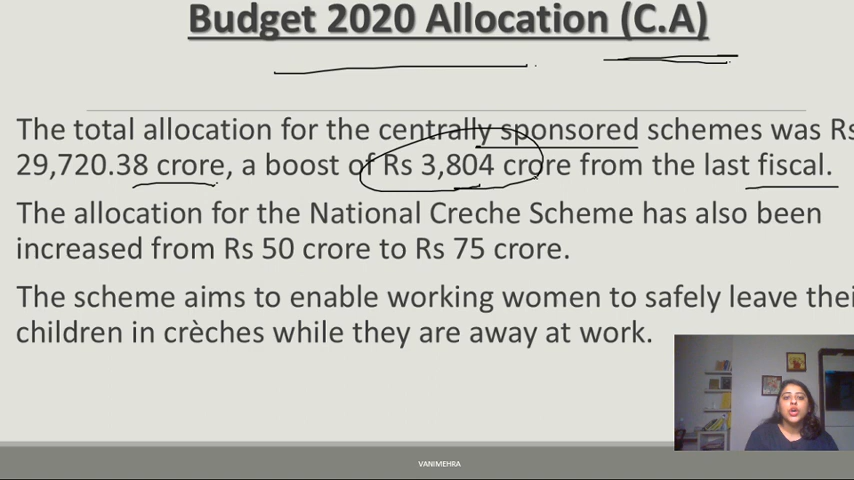 Budget 2020 Allocation (C.A)
The total allocation for the centrally sponsored schemes was Rs
29,720.38 crore, a boost of Rs 3,804 crore from the last fiscal.
The allocation for the National Creche Scheme has also been
increased from Rs 50 crore to Rs 75 crore.
The scheme aims to enable working women to safely leave thei
children in crèches while they are away at work.
VANIMEHRA